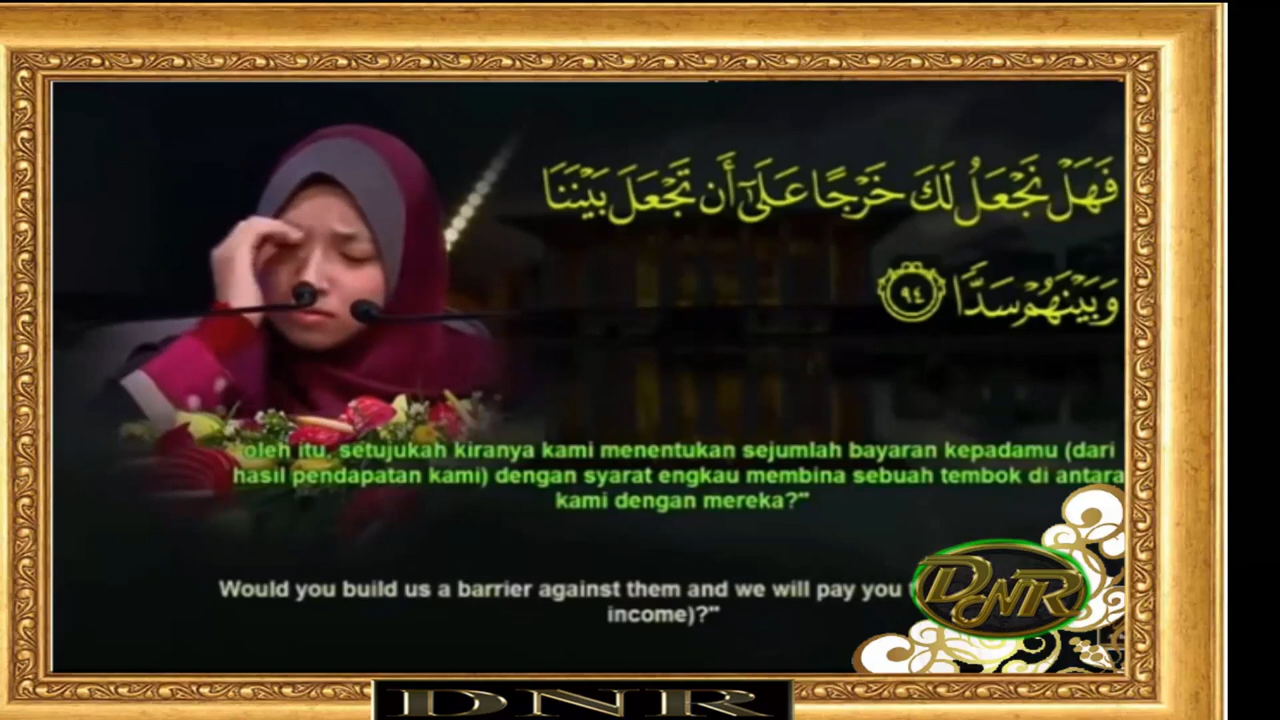 فَهَلْ نَجْعَلُ لَكَ خَرْجًا عَلَىٰٓ أَن تَجْعَلَ بَيْنَنَا
وَبَيْنَهُمْ سَدًّا ٩٤
oleh itu, setujukah kiranya kami menentukan sejumlah bayaran kepadamu (dari
hasil pendapatan kami) dengan syarat engkau membina sebuah tembok di antara
kami dengan mereka?"
Would you build us a barrier against them and we will pay you
income)?"
DNR
DNR